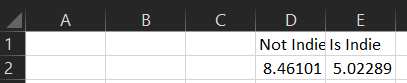 A B C D E
1 Not Indie Is Indie
2 8.46101 5.02289